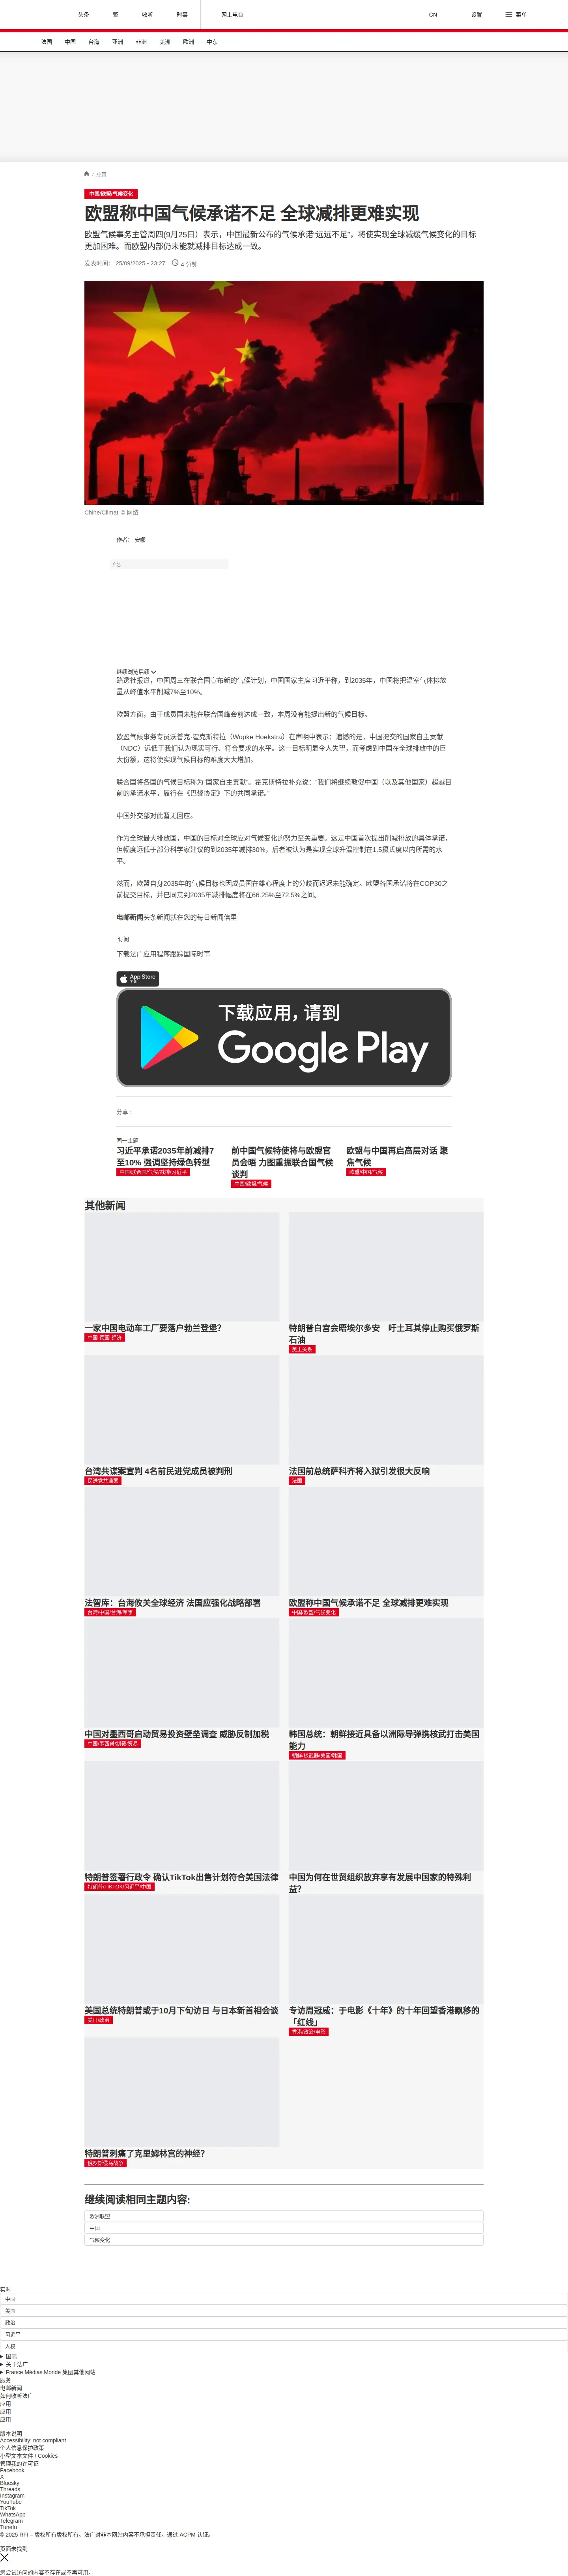 头条
繁
收听
时事
网上电台
CN
设置
菜单
法国
中国
台海
亚洲
非洲
美洲
欧洲
中东
/ 中国
中国/欧盟/气候变化
欧盟称中国气候承诺不足 全球减排更难实现
欧盟气候事务主管周四(9月25日）表示，中国最新公布的气候承诺“远远不足”，将使实现全球减缓气候变化的目标
更加困难。而欧盟内部仍未能就减排目标达成一致。
发表时间： 25/09/2025 - 23:27
4 分钟
Chine/Climat © 网络
作者： 安娜
广告
继续浏览后续
路透社报道，中国周三在联合国宣布新的气候计划，中国国家主席习近平称，到2035年，中国将把温室气体排放
量从峰值水平削减7%至10%。
欧盟方面，由于成员国未能在联合国峰会前达成一致，本周没有能提出新的气候目标。
欧盟气候事务专员沃普克·霍克斯特拉（Wopke Hoekstra）在声明中表示：遗憾的是，中国提交的国家自主贡献
（NDC）远低于我们认为现实可行、符合要求的水平。这一目标明显令人失望，而考虑到中国在全球排放中的巨
大份额，这将使实现气候目标的难度大大增加。
联合国将各国的气候目标称为“国家自主贡献”。霍克斯特拉补充说：“我们将继续敦促中国（以及其他国家）超越目
前的承诺水平，履行在《巴黎协定》下的共同承诺。”
中国外交部对此暂无回应。
作为全球最大排放国，中国的目标对全球应对气候变化的努力至关重要。这是中国首次提出削减排放的具体承诺，
但幅度远低于部分科学家建议的到2035年减排30%，后者被认为是实现全球升温控制在1.5摄氏度以内所需的水
平。
然而，欧盟自身2035年的气候目标也因成员国在雄心程度上的分歧而迟迟未能确定。欧盟各国承诺将在COP30之
前提交目标，并已同意到2035年减排幅度将在66.25%至72.5%之间。
电邮新闻头条新闻就在您的每日新闻信里
订阅
下载法广应用程序跟踪国际时事
App Store
下载
下载应用，请到
Google Play
分享 :
同一主题
习近平承诺2035年前减排7
至10% 强调坚持绿色转型
中国/联合国/气候/减排/习近平
前中国气候特使将与欧盟官
员会晤 力图重振联合国气候
谈判
中国/欧盟/气候
欧盟与中国再启高层对话 聚
焦气候
欧盟/中国/气候
其他新闻
一家中国电动车工厂要落户勃兰登堡？
中国-德国-经济
特朗普白宫会晤埃尔多安　吁土耳其停止购买俄罗斯
石油
美土关系
台湾共谍案宣判 4名前民进党成员被判刑
民进党共谍案
法国前总统萨科齐将入狱引发很大反响
法国
法智库：台海攸关全球经济 法国应强化战略部署
台湾/中国/台海/军事
欧盟称中国气候承诺不足 全球减排更难实现
中国/欧盟/气候变化
中国对墨西哥启动贸易投资壁垒调查 威胁反制加税
中国/墨西哥/制裁/贸易
韩国总统：朝鲜接近具备以洲际导弹携核武打击美国
能力
朝鲜/核武器/美国/韩国
特朗普签署行政令 确认TikTok出售计划符合美国法律
特朗普/TIKTOK/习近平/中国
中国为何在世贸组织放弃享有发展中国家的特殊利
益？
美国总统特朗普或于10月下旬访日 与日本新首相会谈
美日/政治
专访周冠威：于电影《十年》的十年回望香港飘移的
「红线」
香港/政治/电影
特朗普刺痛了克里姆林宫的神经？
俄罗斯侵乌战争
继续阅读相同主题内容:
欧洲联盟
中国
气候变化
实时
中国
美国
政治
习近平
人权
国际
关于法广
France Médias Monde 集团其他网站
服务
电邮新闻
如何收听法广
应用
应用
应用
版本说明
Accessibility: not compliant
个人信息保护政策
小型文本文件 / Cookies
管理我的许可证
Facebook
X
Bluesky
Threads
Instagram
YouTube
TikTok
WhatsApp
Telegram
TuneIn
© 2025 RFI – 版权所有版权所有。法广对非本网站内容不承担责任。通过 ACPM 认证。
页面未找到
您尝试访问的内容不存在或不再可用。